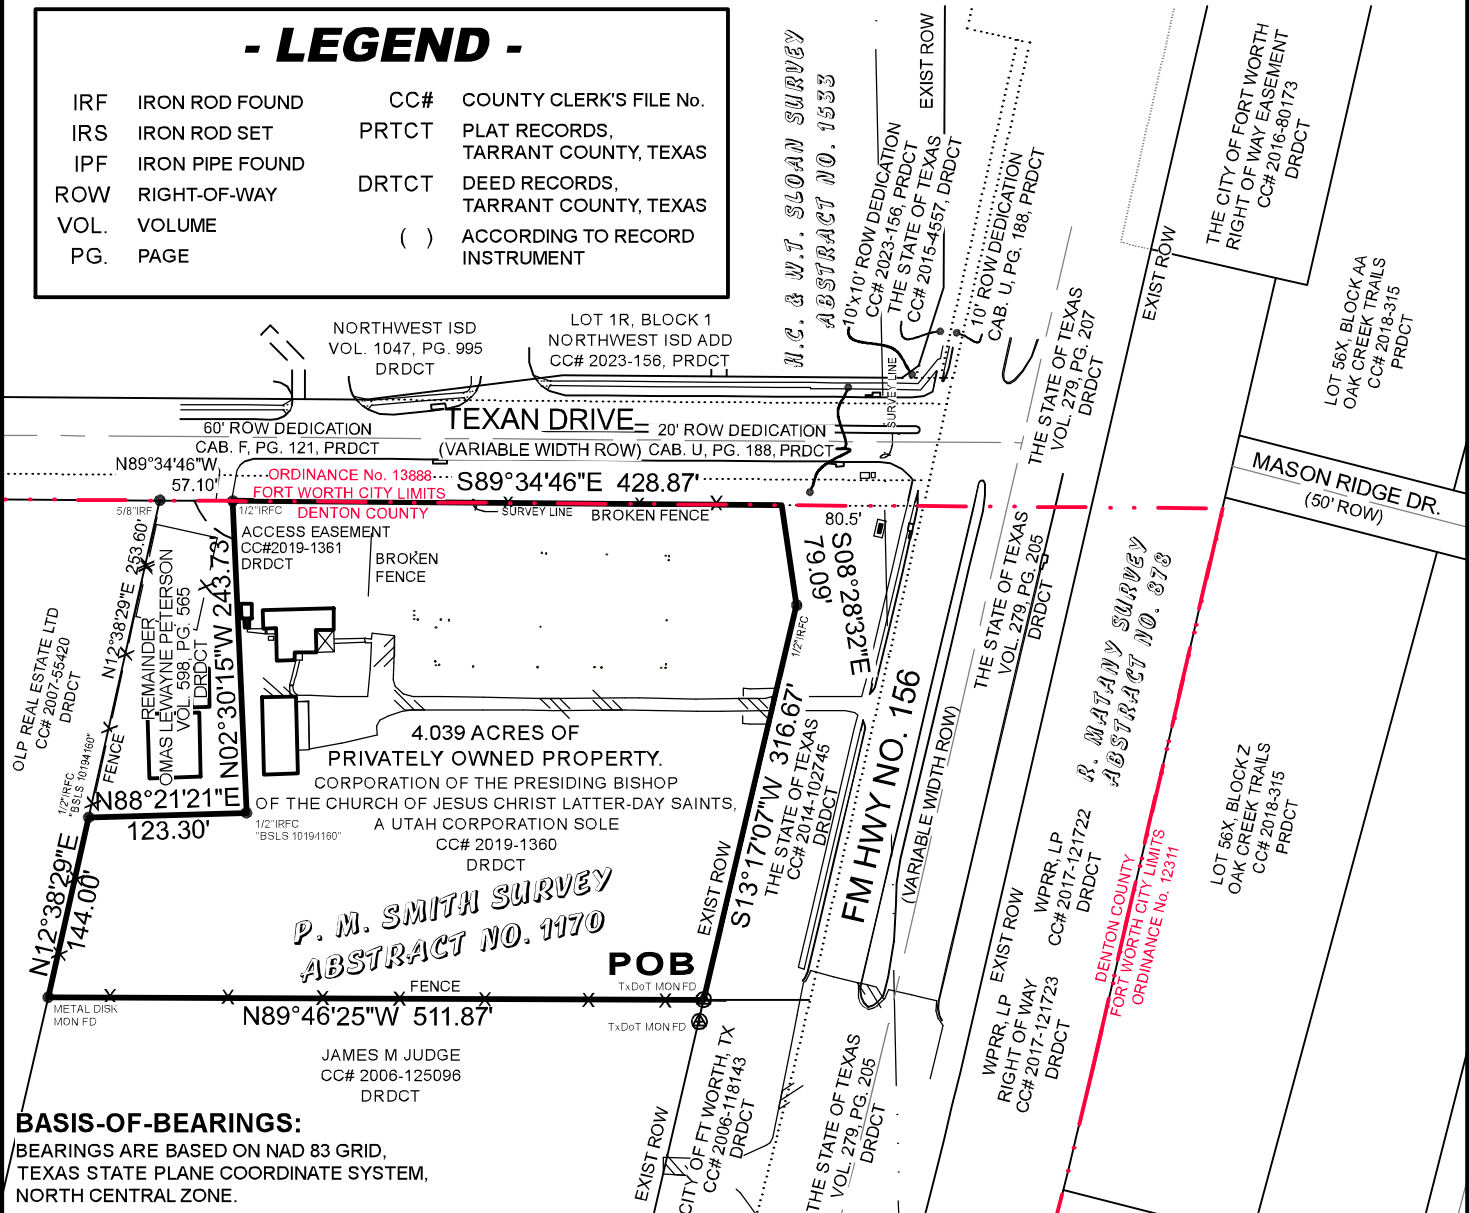 - LEGEND -
IRF IRON ROD FOUND
IRS IRON ROD SET
IPF IRON PIPE FOUND
ROW RIGHT-OF-WAY
VOL. VOLUME
PG. PAGE
CC# COUNTY CLERK'S FILE No.
PRTCT PLAT RECORDS,
TARRANT COUNTY, TEXAS
DRTCT DEED RECORDS,
TARRANT COUNTY, TEXAS
( ) ACCORDING TO RECORD
INSTRUMENT
H.C. & W.T. SLOAN SURVEY
ABSTRACT NO. 1533
EXIST ROW
10'x10' ROW DEDICATION
CC# 2023-156, PRDCT
THE STATE OF TEXAS
CC# 2015-4557, DRDCT
10' ROW DEDICATION
CAB. U, PG. 188, PRDCT
THE CITY OF FORT WORTH
RIGHT OF WAY EASEMENT
CC# 2016-80173
DRDCT
EXIST ROW
LOT 56X, BLOCK AA
OAK CREEK TRAILS
CC# 2018-315
PRDCT
THE STATE OF TEXAS
VOL. 279, PG. 207
DRDCT
NORTHWEST ISD
VOL. 1047, PG. 995
DRDCT
LOT 1R, BLOCK 1
NORTHWEST ISD ADD
CC# 2023-156, PRDCT
SURVEY LINE
TEXAN DRIVE
(VARIABLE WIDTH ROW)
60' ROW DEDICATION
CAB. F, PG. 121, PRDCT
20' ROW DEDICATION
CAB. U, PG. 188, PRDCT
N89°34'46"W
57.10'
ORDINANCE No. 13888
FORT WORTH CITY LIMITS
DENTON COUNTY
S89°34'46"E 428.87'
MASON RIDGE DR.
(50' ROW)
5/8"IRF
1/2"IRFC
SURVEY LINE
BROKEN FENCE
80.5'
ACCESS EASEMENT
CC#2019-1361
DRDCT
BROKEN
FENCE
S08°28'32"E
79.09'
1/2"IRFC
THE STATE OF TEXAS
VOL. 279, PG. 205
DRDCT
R. MATANY SURVEY
ABSTRACT NO. 878
OLP REAL ESTATE LTD
CC# 2007-55420
DRDCT
N12°38'29"E 253.60'
REMAINDER
OMAS LEWAYNE PETERSON
VOL. 598, PG. 565
DRDCT
N02°30'15"W 243.73'
FENCE
1/2"IRFC
"BSLS 10194160"
4.039 ACRES OF
PRIVATELY OWNED PROPERTY.
CORPORATION OF THE PRESIDING BISHOP
OF THE CHURCH OF JESUS CHRIST LATTER-DAY SAINTS,
A UTAH CORPORATION SOLE
CC# 2019-1360
DRDCT
N88°21'21"E
123.30'
1/2"IRFC
"BSLS 10194160"
N12°38'29"E
144.00'
S13°17'07"W 316.67'
THE STATE OF TEXAS
CC# 2014-102745
DRDCT
EXIST ROW
FM HWY NO. 156
(VARIABLE WIDTH ROW)
P. M. SMITH SURVEY
ABSTRACT NO. 1170
LOT 56X, BLOCK Z
OAK CREEK TRAILS
CC# 2018-315
PRDCT
WPRR, LP
CC# 2017-121722
DRDCT
DENTON COUNTY
FORT WORTH CITY LIMITS
ORDINANCE No. 12311
EXIST ROW
WPRR, LP
RIGHT OF WAY
CC# 2017-121723
DRDCT
POB
TxDoT MON FD
FENCE
N89°46'25"W 511.87'
METAL DISK
MON FD
TxDoT MON FD
JAMES M JUDGE
CC# 2006-125096
DRDCT
EXIST ROW
CITY OF FT WORTH, TX
CC# 2006-118143
DRDCT
THE STATE OF TEXAS
VOL. 279, PG. 205
DRDCT
BASIS-OF-BEARINGS:
BEARINGS ARE BASED ON NAD 83 GRID,
TEXAS STATE PLANE COORDINATE SYSTEM,
NORTH CENTRAL ZONE.